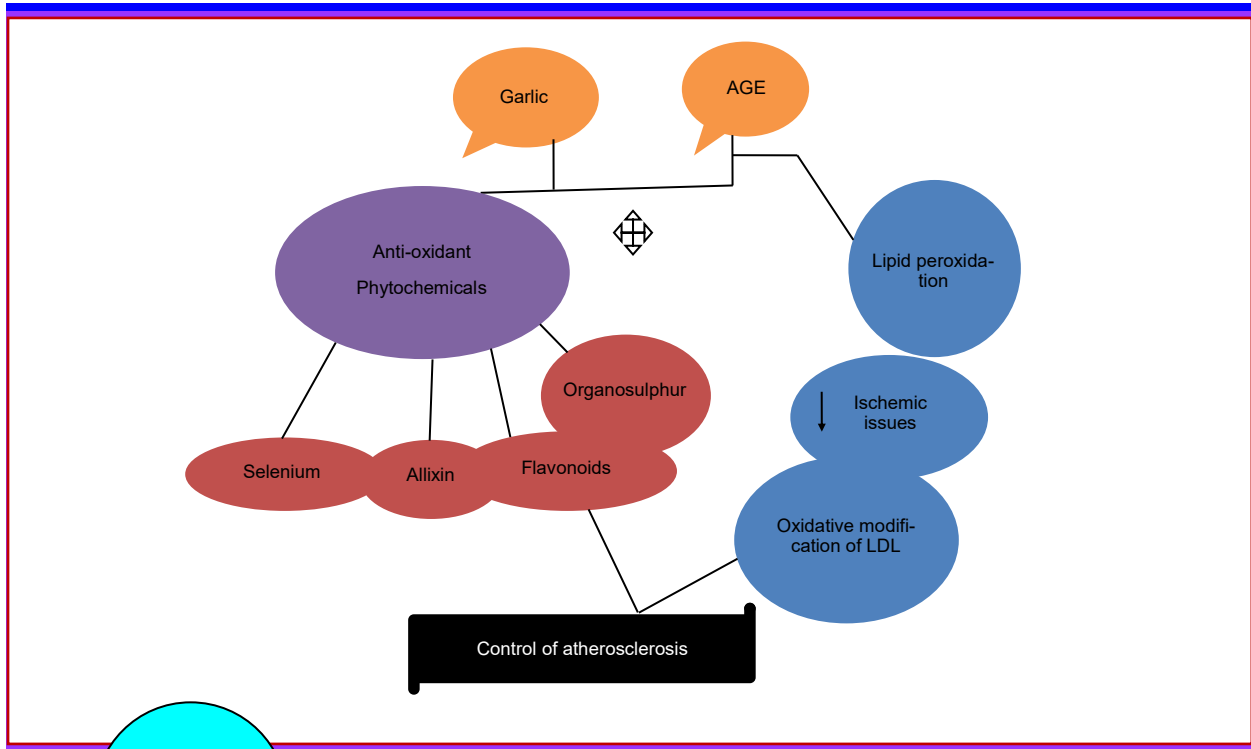 Garlic
AGE
Anti-oxidant
Phytochemicals
Lipid peroxida-
tion
Organosulphur
Ischemic
issues
Selenium
Allixin
Flavonoids
Oxidative modifi-
cation of LDL
Control of atherosclerosis